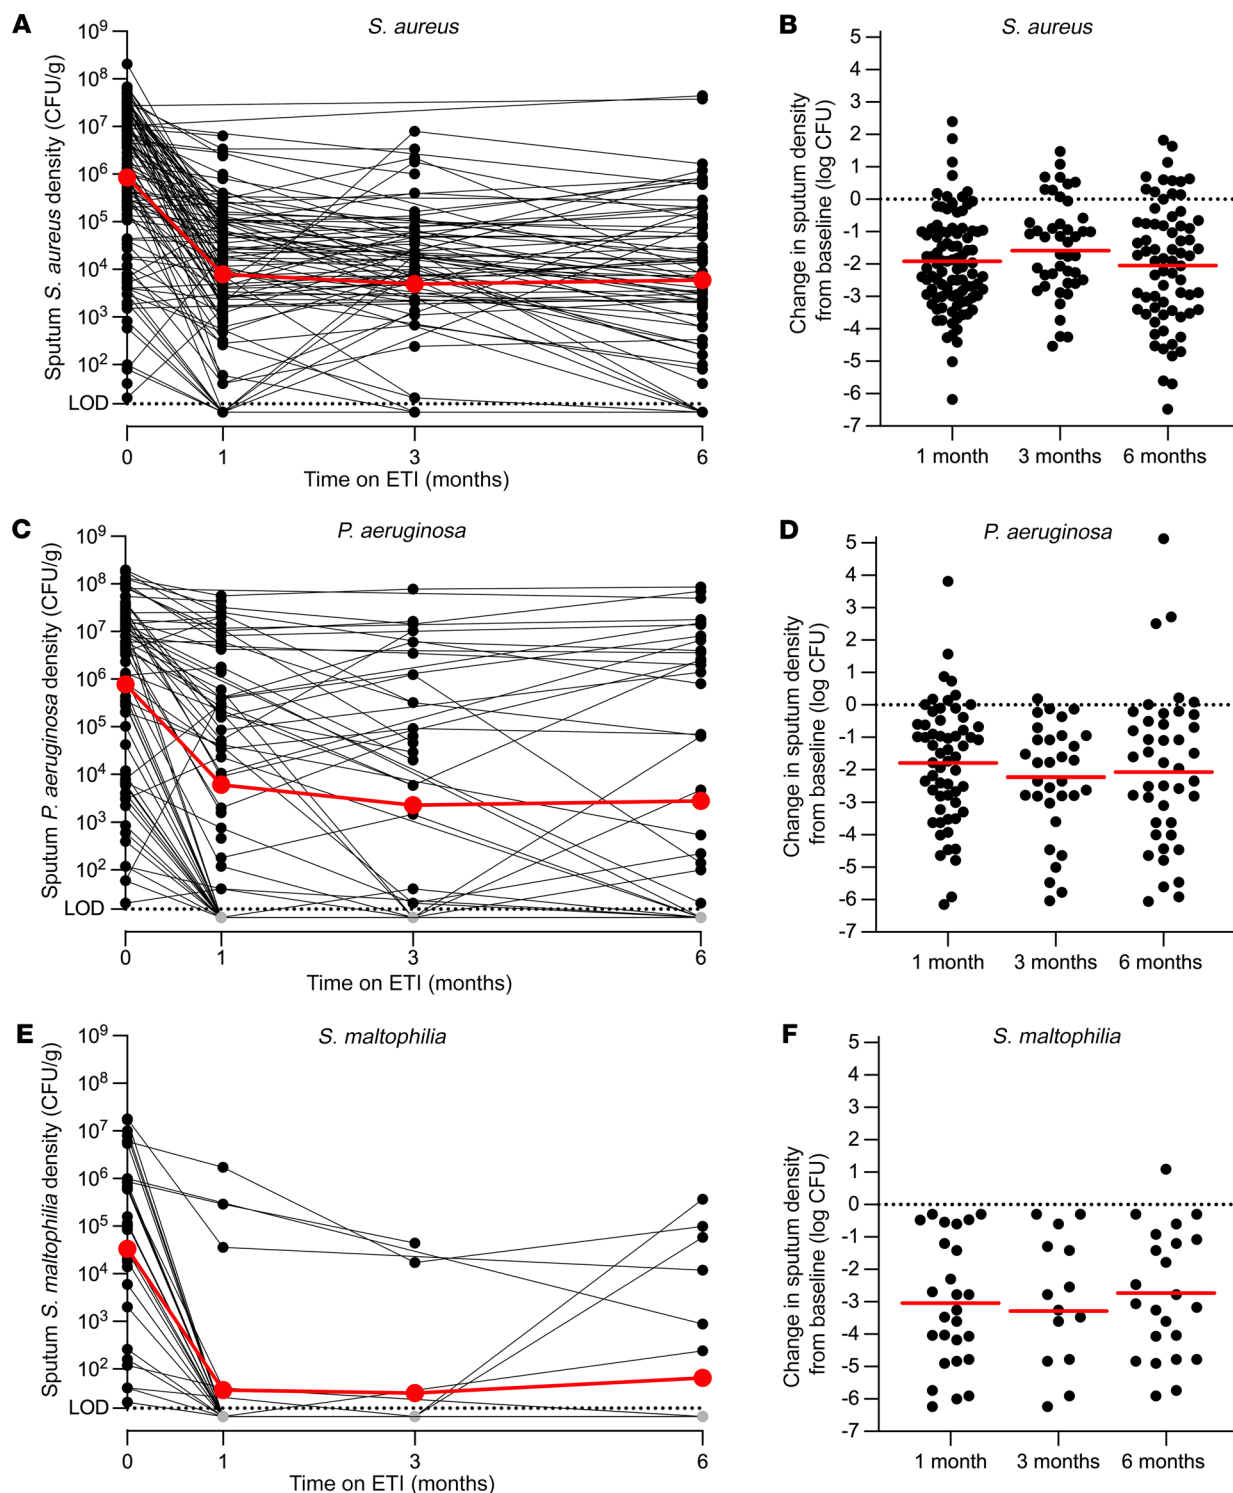 A
S. aureus
Sputum S. aureus density (CFU/g)
10⁹
10⁸
10⁷
10⁶
10⁵
10⁴
10³
10²
LOD
0
1
3
6
Time on ETI (months)
B
S. aureus
Change in sputum density
from baseline (log CFU)
5
4
3
2
1
0
-1
-2
-3
-4
-5
-6
-7
1 month
3 months
6 months
C
P. aeruginosa
Sputum P. aeruginosa density (CFU/g)
10⁹
10⁸
10⁷
10⁶
10⁵
10⁴
10³
10²
LOD
0
1
3
6
Time on ETI (months)
D
P. aeruginosa
Change in sputum density
from baseline (log CFU)
5
4
3
2
1
0
-1
-2
-3
-4
-5
-6
-7
1 month
3 months
6 months
E
S. maltophilia
Sputum S. maltophilia density (CFU/g)
10⁹
10⁸
10⁷
10⁶
10⁵
10⁴
10³
10²
LOD
0
1
3
6
Time on ETI (months)
F
S. maltophilia
Change in sputum density
from baseline (log CFU)
5
4
3
2
1
0
-1
-2
-3
-4
-5
-6
-7
1 month
3 months
6 months